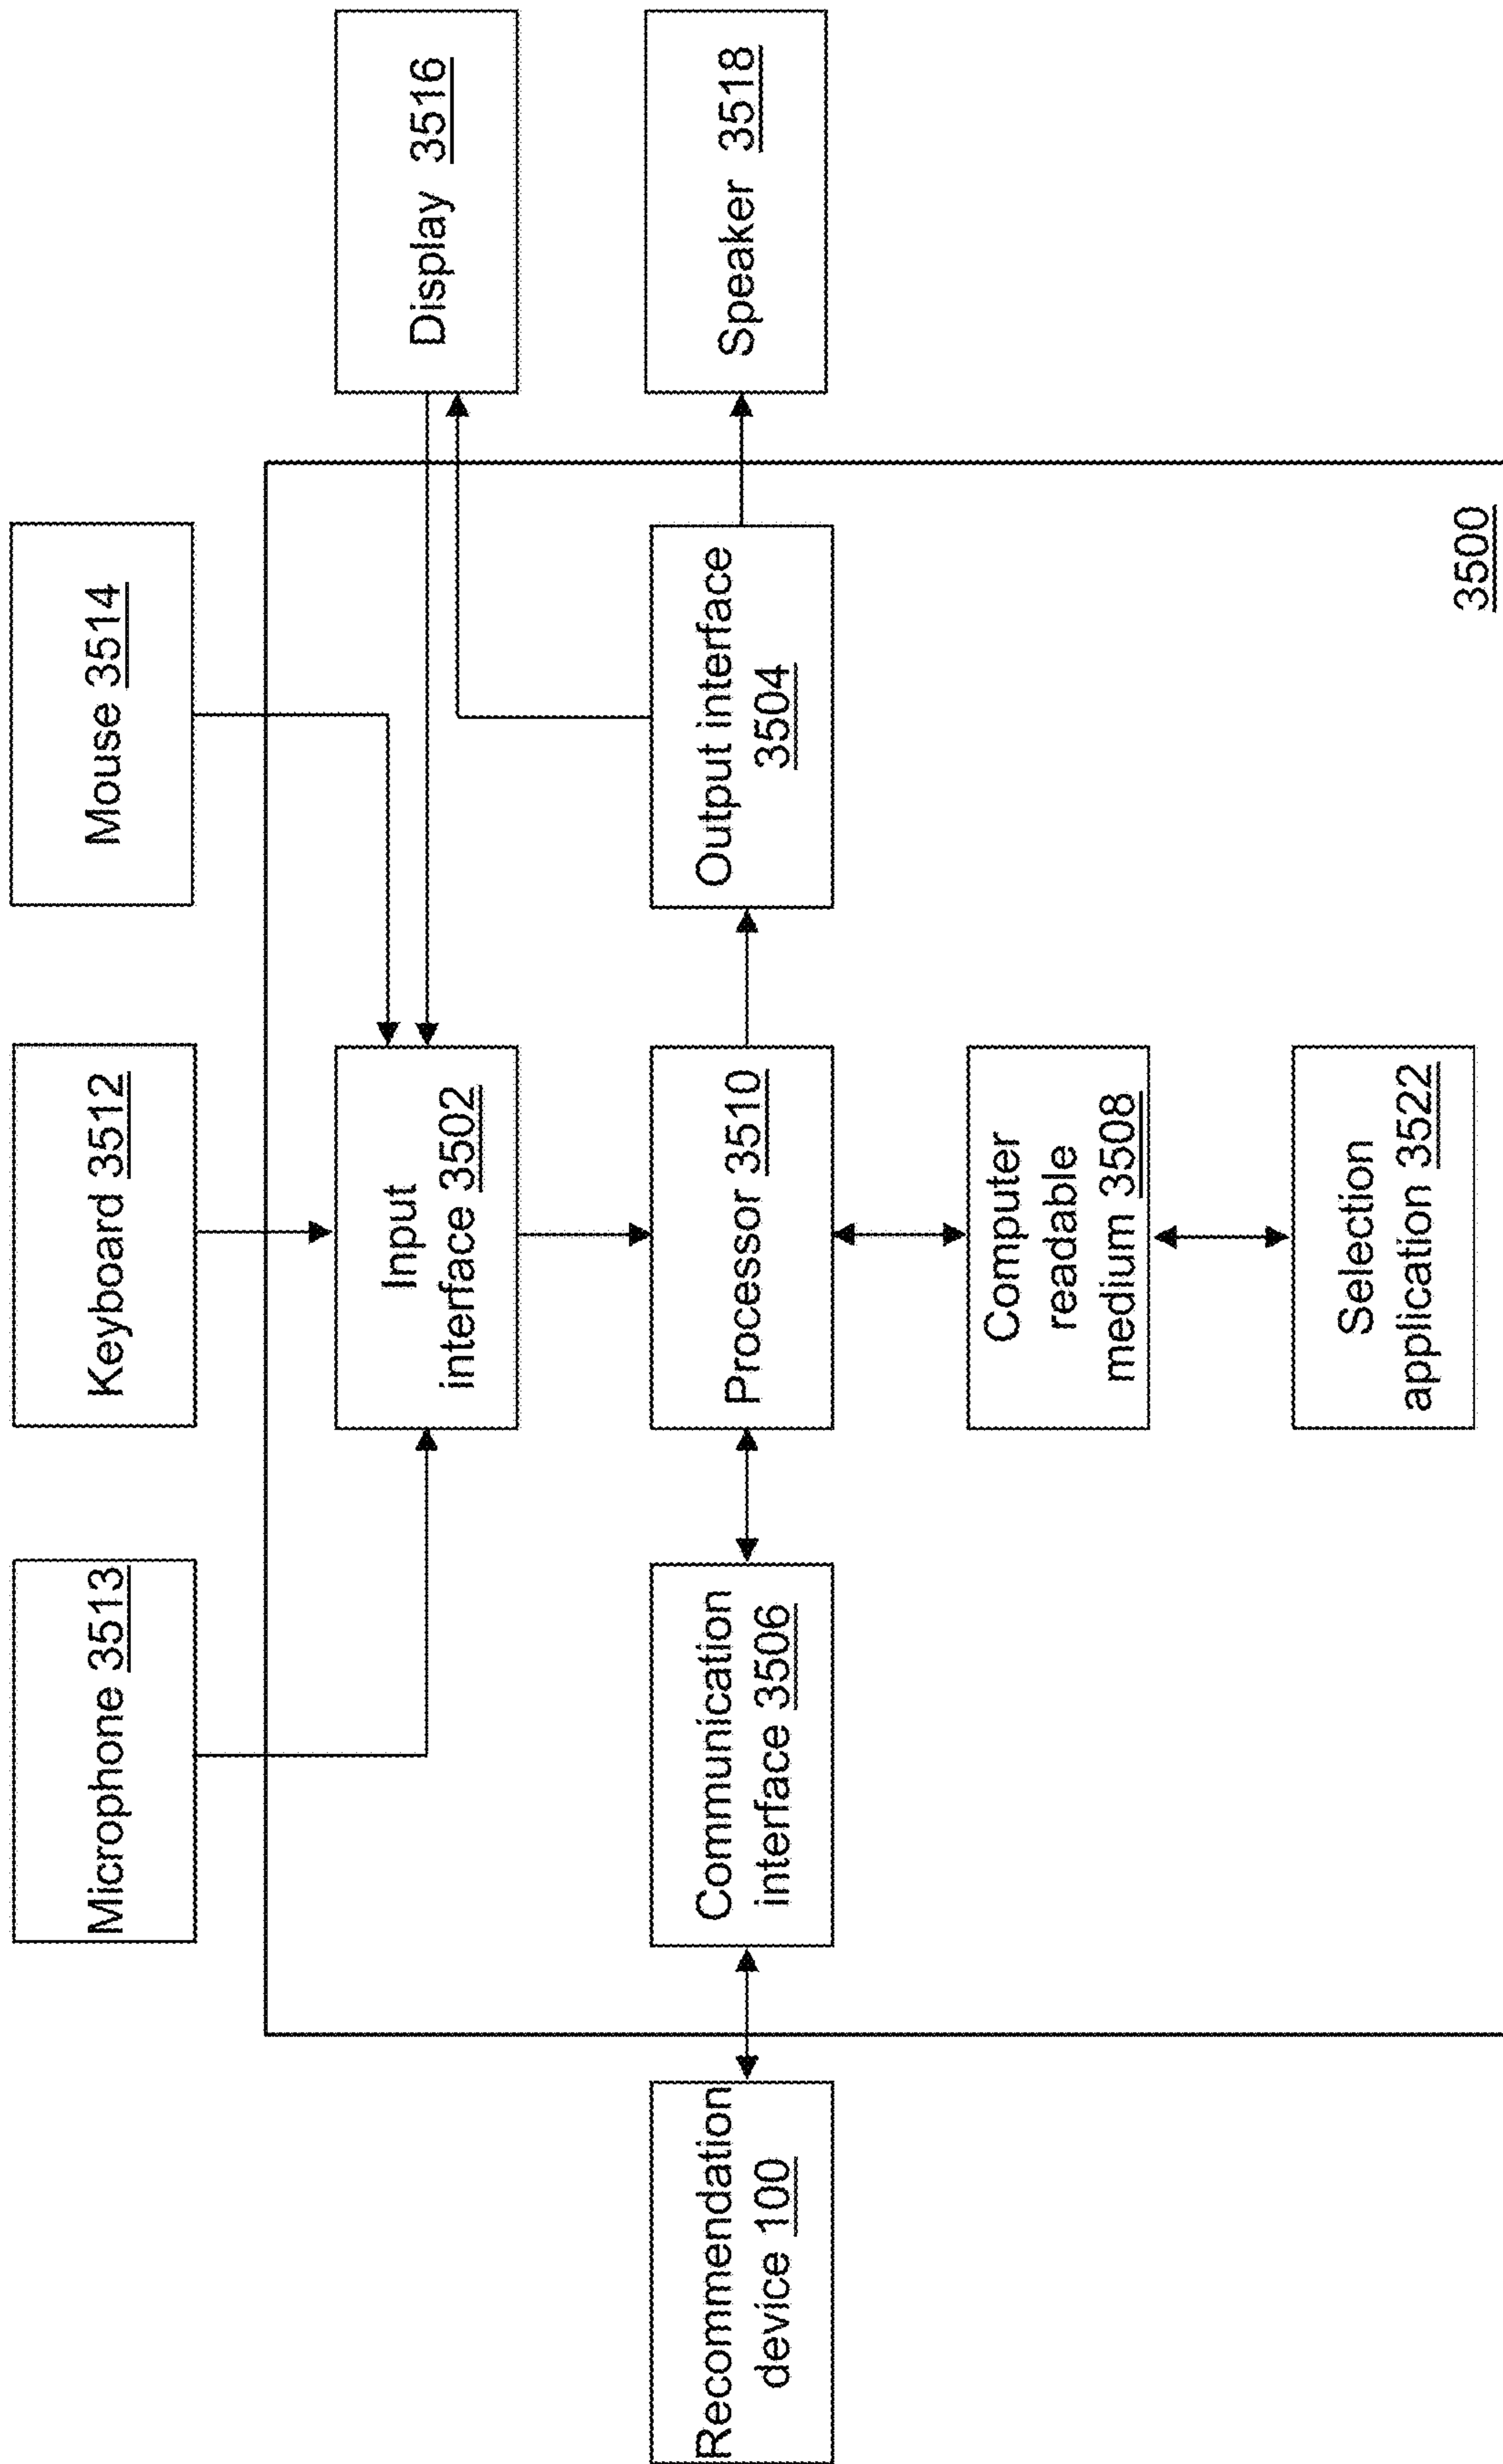 Microphone 3513
Keyboard 3512
Mouse 3514
Input
interface 3502
Display 3516
Recommendation
device 100
Communication
interface 3506
Processor 3510
Output interface
3504
Speaker 3518
Computer
readable
medium 3508
Selection
application 3522
3500